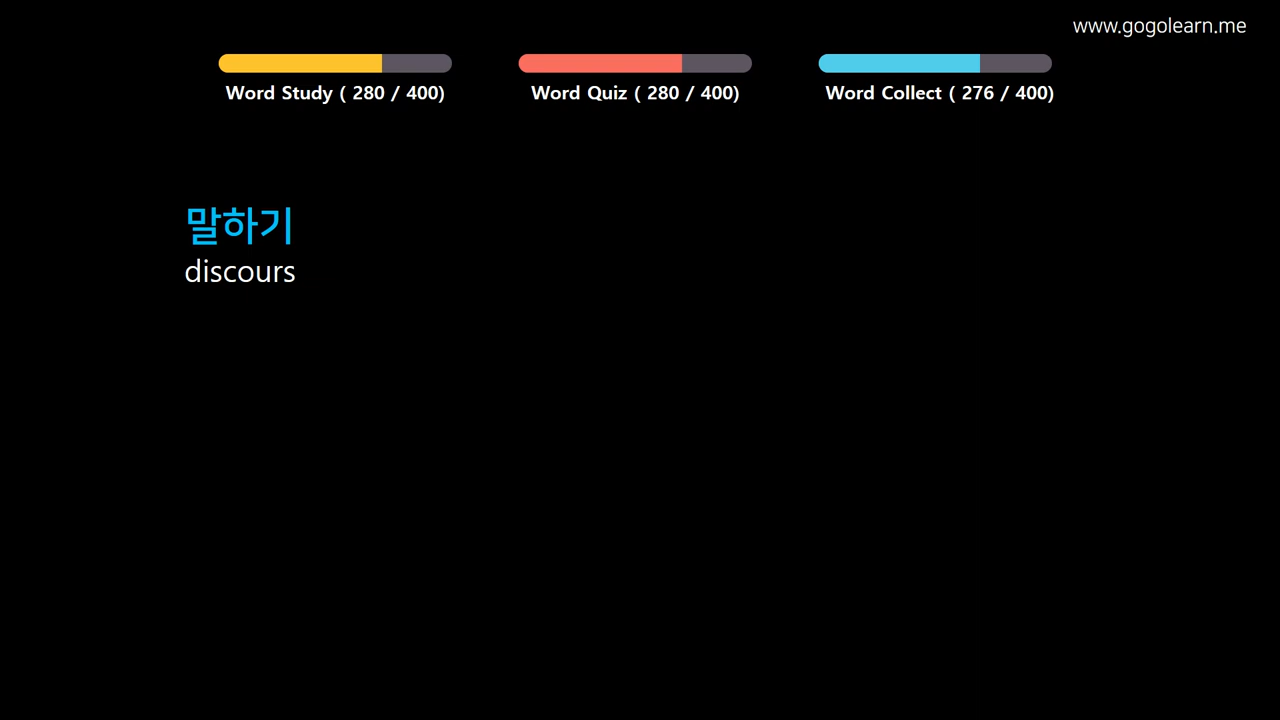 www.gogolearn.me
Word Study ( 280 / 400)
Word Quiz ( 280 / 400)
Word Collect ( 276 / 400)
말하기
discours